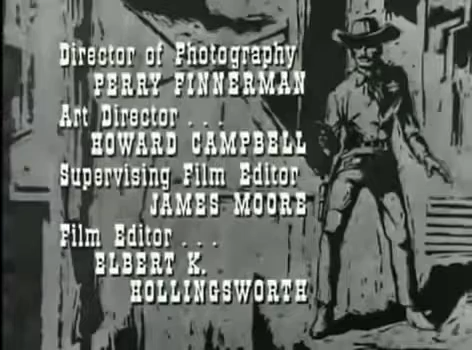 Director of Photography
PERRY FINNERMAN
Art Director . . .
HOWARD CAMPBELL
Supervising Film Editor
JAMES MOORE
Film Editor . . .
ELBERT K.
HOLLINGSWORTH